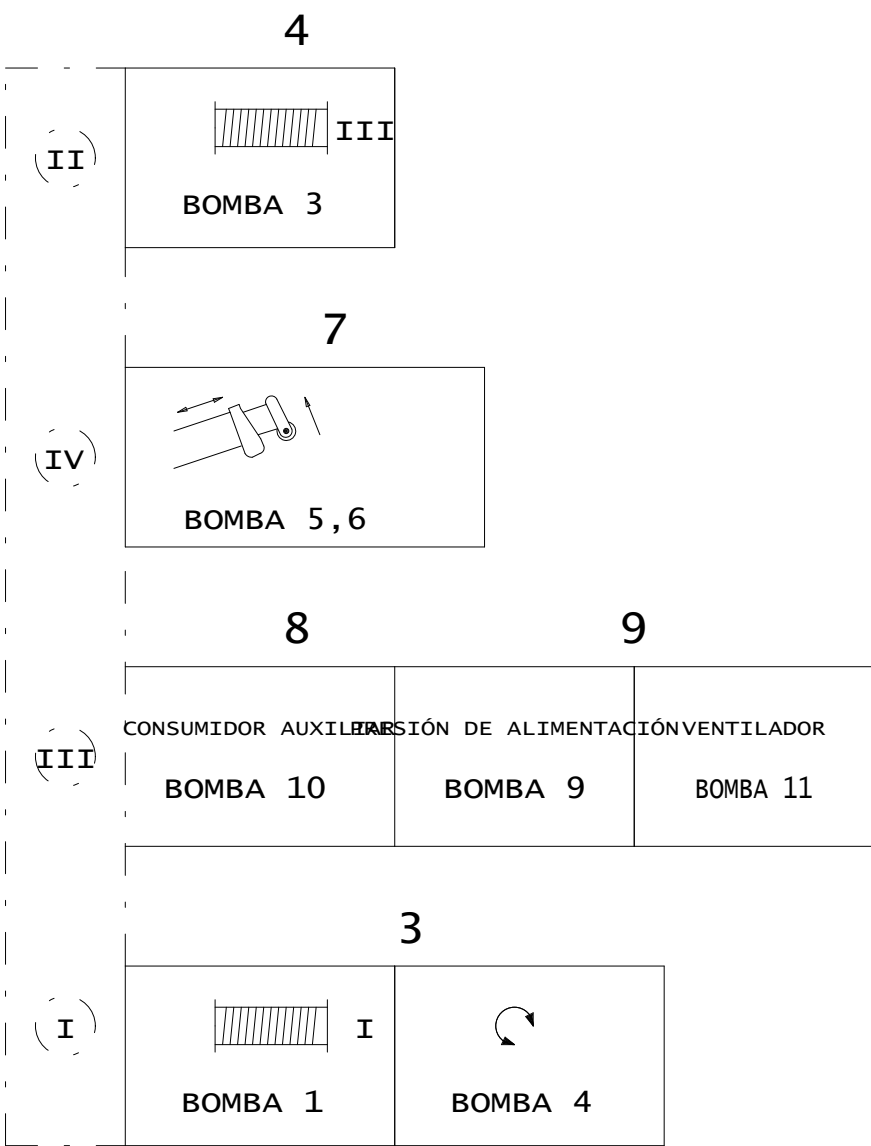 4
II
III
BOMBA 3
7
IV
BOMBA 5,6
8 9
III
CONSUMIDOR AUXILIAR PRESIÓN DE ALIMENTACIÓN VENTILADOR
BOMBA 10 BOMBA 9 BOMBA 11
3
I
I
BOMBA 1 BOMBA 4